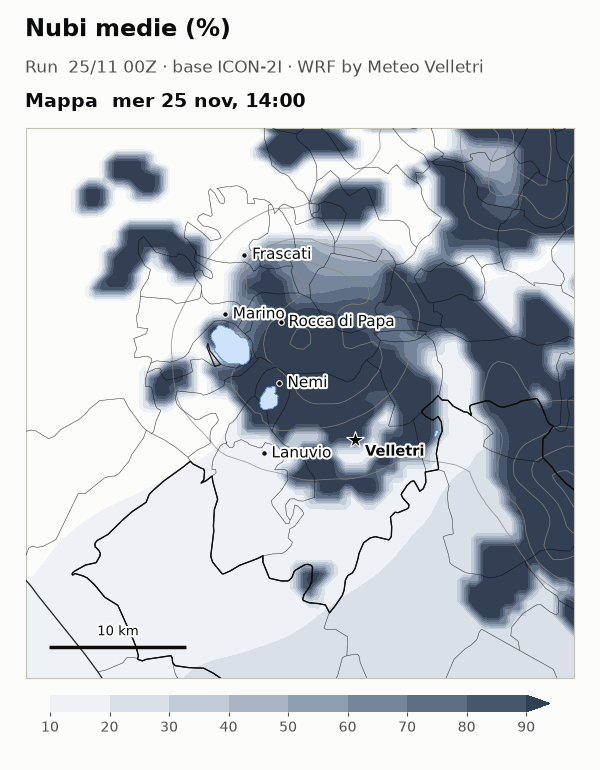 Nubi medie (%)
Run  25/11 00Z · base ICON-2I · WRF by Meteo Velletri
Mappa  mer 25 nov, 14:00
Frascati
Marino
Rocca di Papa
Nemi
Velletri
Lanuvio
10 km
10 20 30 40 50 60 70 80 90